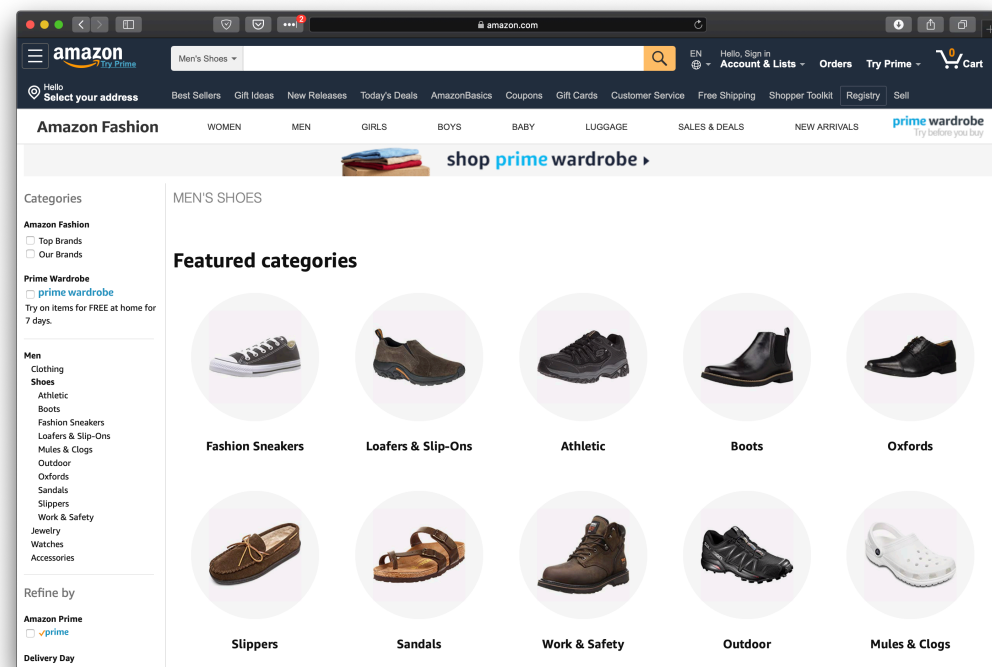 2
amazon.com
amazon
Try Prime
Men's Shoes
EN
Hello, Sign in
Account & Lists
Orders
Try Prime
0
Cart
Hello
Select your address
Best Sellers Gift Ideas New Releases Today's Deals AmazonBasics Coupons Gift Cards Customer Service Free Shipping Shopper Toolkit Registry Sell
Amazon Fashion WOMEN MEN GIRLS BOYS BABY LUGGAGE SALES & DEALS NEW ARRIVALS prime wardrobe
Try before you buy
shop prime wardrobe
Categories
Amazon Fashion
Top Brands
Our Brands
Prime Wardrobe
prime wardrobe
Try on items for FREE at home for
7 days.
Men
Clothing
Shoes
Athletic
Boots
Fashion Sneakers
Loafers & Slip-Ons
Mules & Clogs
Outdoor
Oxfords
Sandals
Slippers
Work & Safety
Jewelry
Watches
Accessories
Refine by
Amazon Prime
prime
Delivery Day
MEN'S SHOES
Featured categories
Fashion Sneakers Loafers & Slip-Ons Athletic Boots Oxfords
Slippers Sandals Work & Safety Outdoor Mules & Clogs